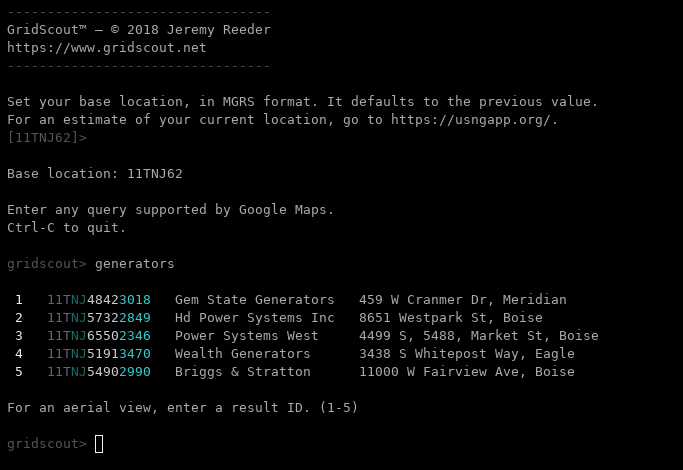 ---------------------------------
GridScout™ — © 2018 Jeremy Reeder
https://www.gridscout.net
---------------------------------
Set your base location, in MGRS format. It defaults to the previous value.
For an estimate of your current location, go to https://usngapp.org/.
[11TNJ62]>
Base location: 11TNJ62
Enter any query supported by Google Maps.
Ctrl-C to quit.
gridscout> generators
1 11TNJ48423018 Gem State Generators 459 W Cranmer Dr, Meridian
2 11TNJ57322849 Hd Power Systems Inc 8651 Westpark St, Boise
3 11TNJ65502346 Power Systems West 4499 S, 5488, Market St, Boise
4 11TNJ51913470 Wealth Generators 3438 S Whitepost Way, Eagle
5 11TNJ54902990 Briggs & Stratton 11000 W Fairview Ave, Boise
For an aerial view, enter a result ID. (1-5)
gridscout>